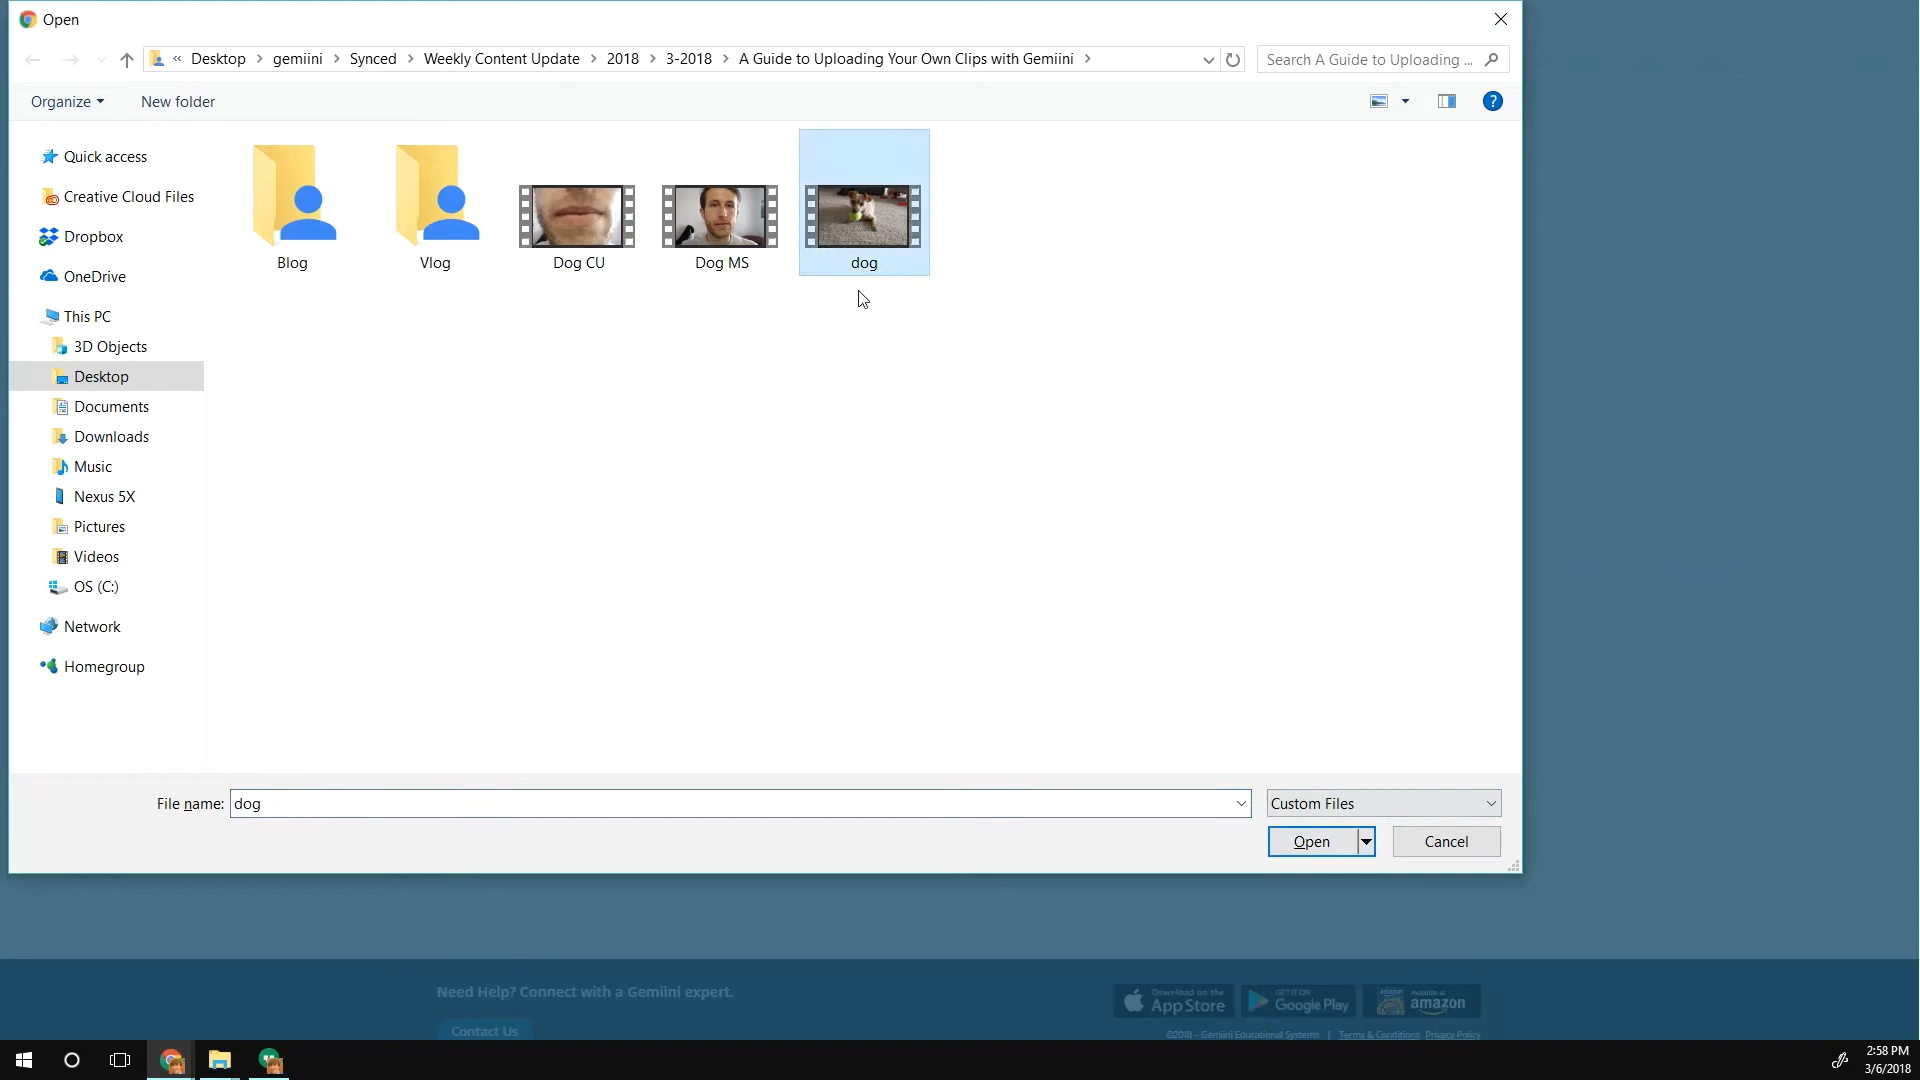 Open
« Desktop > gemiini > Synced > Weekly Content Update > 2018 > 3-2018 > A Guide to Uploading Your Own Clips with Gemiini >
Search A Guide to Uploading ...
Organize
New folder
?
Quick access
Creative Cloud Files
Dropbox
OneDrive
This PC
3D Objects
Desktop
Documents
Downloads
Music
Nexus 5X
Pictures
Videos
OS (C:)
Network
Homegroup
Blog
Vlog
Dog CU
Dog MS
dog
File name: dog
Custom Files
Open
Cancel
Need Help? Connect with a Gemiini expert.
Contact Us
Download on the
App Store
GET IT ON
Google Play
Available at
amazon
©2018 - Gemiini Educational Systems | Terms & Conditions Privacy Policy
2:58 PM
3/6/2018